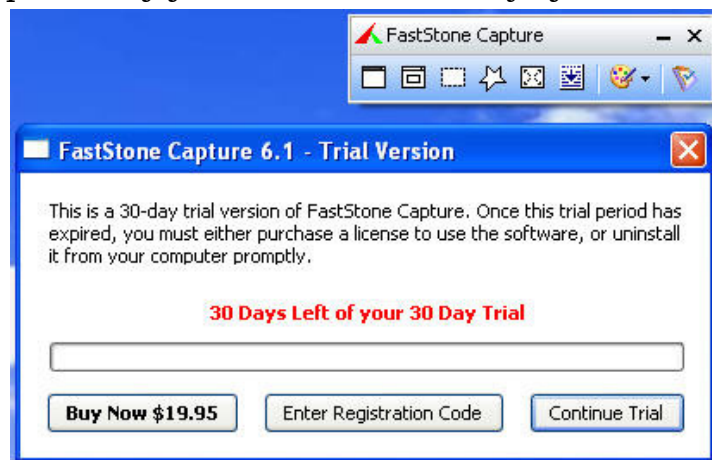 FastStone Capture
FastStone Capture 6.1 - Trial Version
This is a 30-day trial version of FastStone Capture. Once this trial period has
expired, you must either purchase a license to use the software, or uninstall
it from your computer promptly.
30 Days Left of your 30 Day Trial
Buy Now $19.95 Enter Registration Code Continue Trial